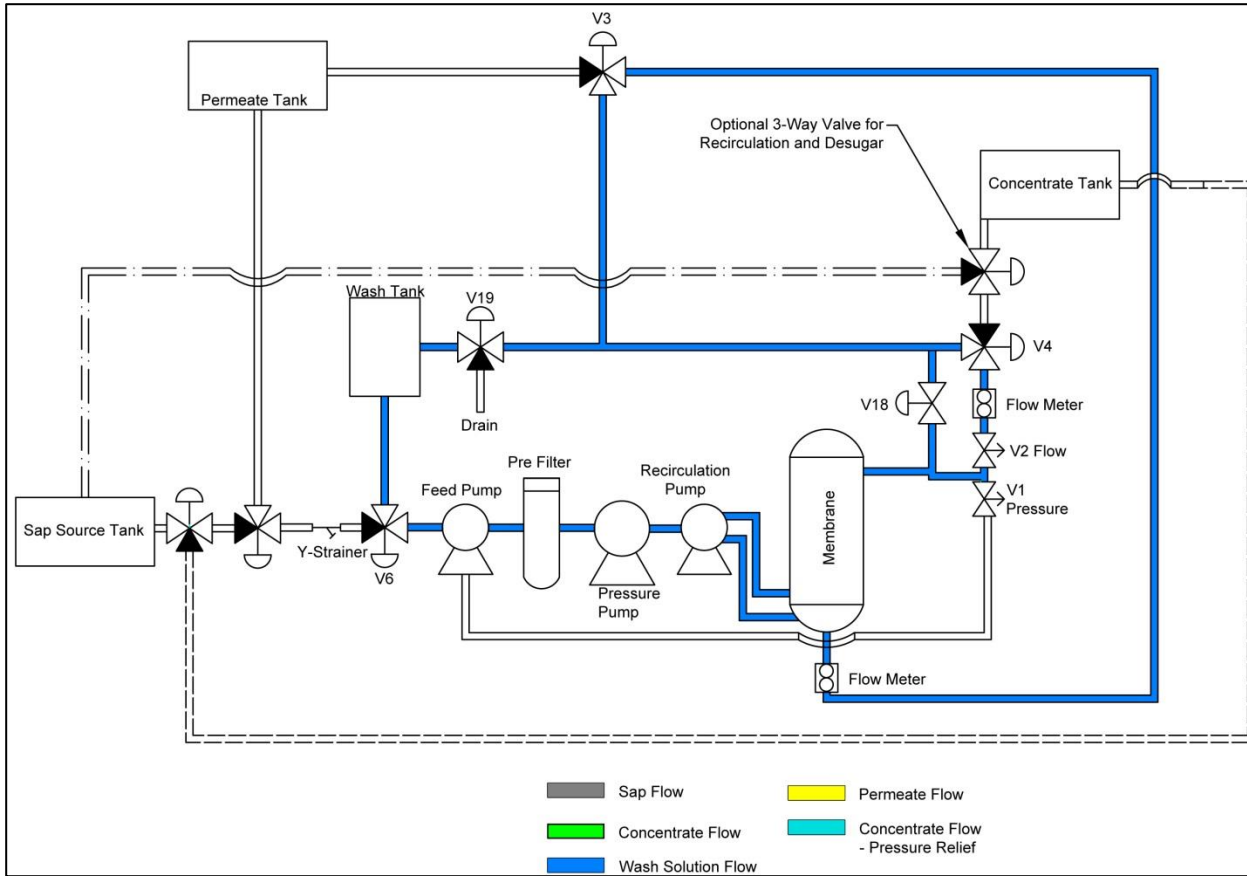 V3
Permeate Tank
Optional 3-Way Valve for
Recirculation and Desugar
Concentrate Tank
Wash Tank
V19
V4
Drain
V18
Flow Meter
V2 Flow
Pre Filter
Feed Pump
Recirculation
Pump
V1
Pressure
Membrane
Sap Source Tank
Y-Strainer
V6
Pressure
Pump
Flow Meter
Sap Flow
Permeate Flow
Concentrate Flow
Concentrate Flow
- Pressure Relief
Wash Solution Flow